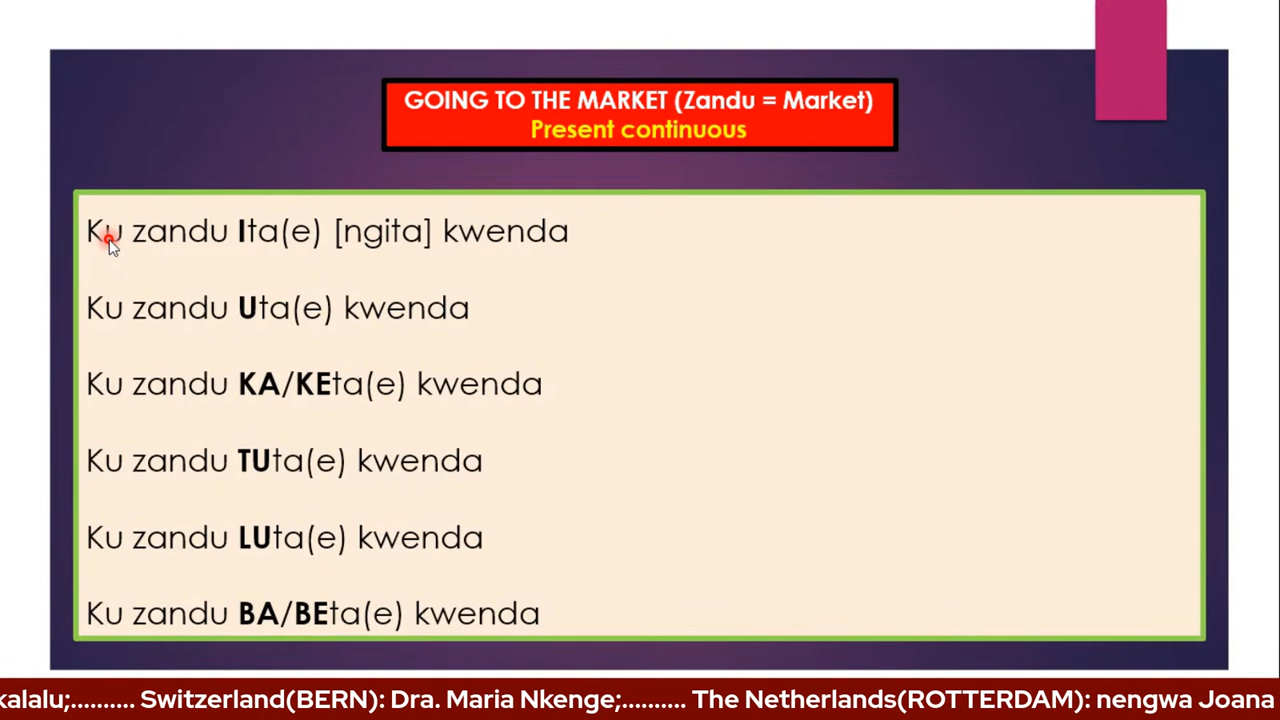 GOING TO THE MARKET (Zandu = Market)
Present continuous
Ku zandu Ita(e) [ngita] kwenda
Ku zandu Uta(e) kwenda
Ku zandu KA/KEta(e) kwenda
Ku zandu TUta(e) kwenda
Ku zandu LUta(e) kwenda
Ku zandu BA/BEta(e) kwenda
kalalu;.......... Switzerland(BERN): Dra. Maria Nkenge;.......... The Netherlands(ROTTERDAM): nengwa Joana